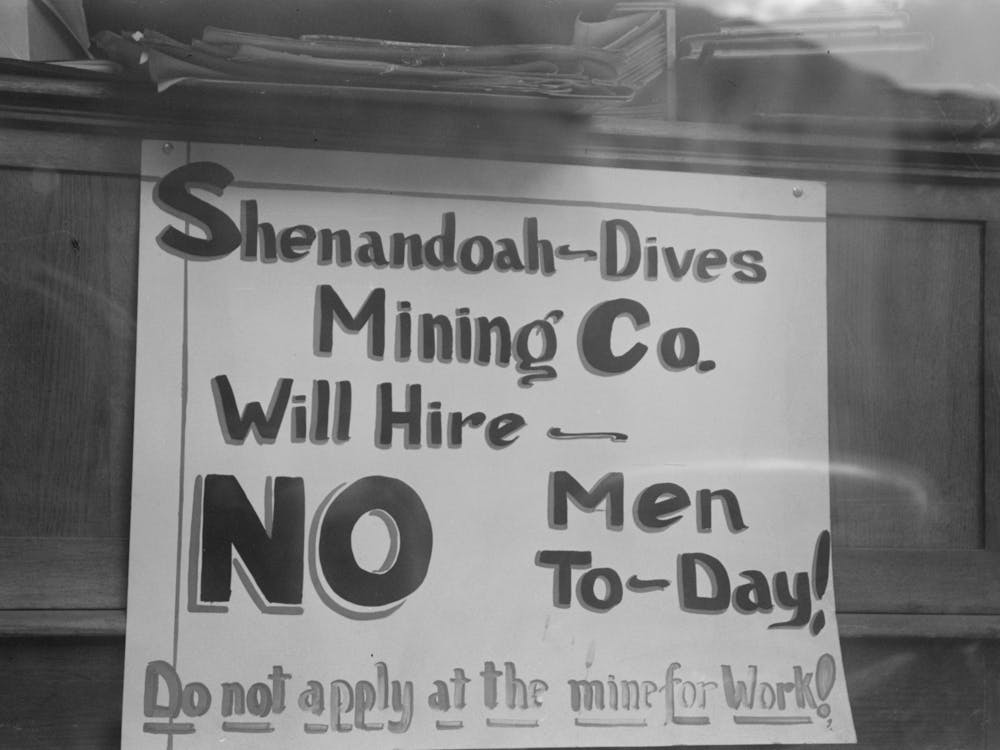 Shenandoah-Dives
Mining Co.
Will Hire -
NO Men
To-Day!
Do not apply at the mine for Work!